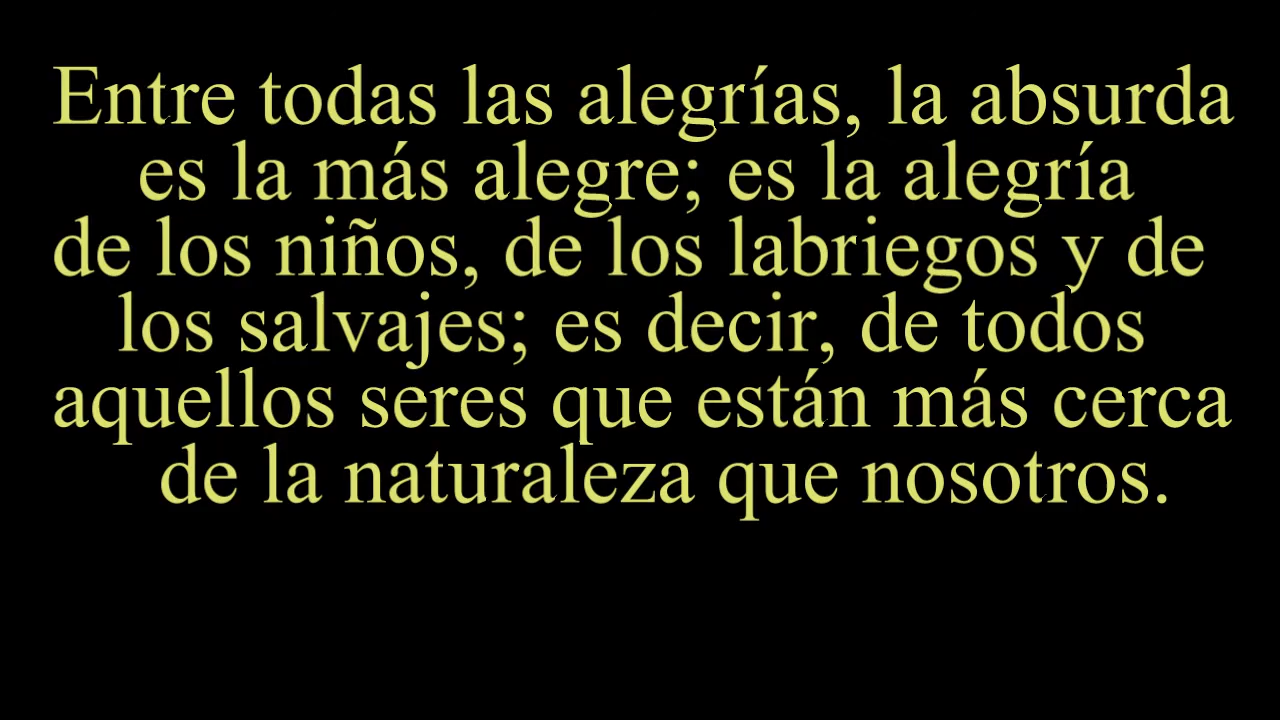 Entre todas las alegrías, la absurda
es la más alegre; es la alegría
de los niños, de los labriegos y de
los salvajes; es decir, de todos
aquellos seres que están más cerca
de la naturaleza que nosotros.